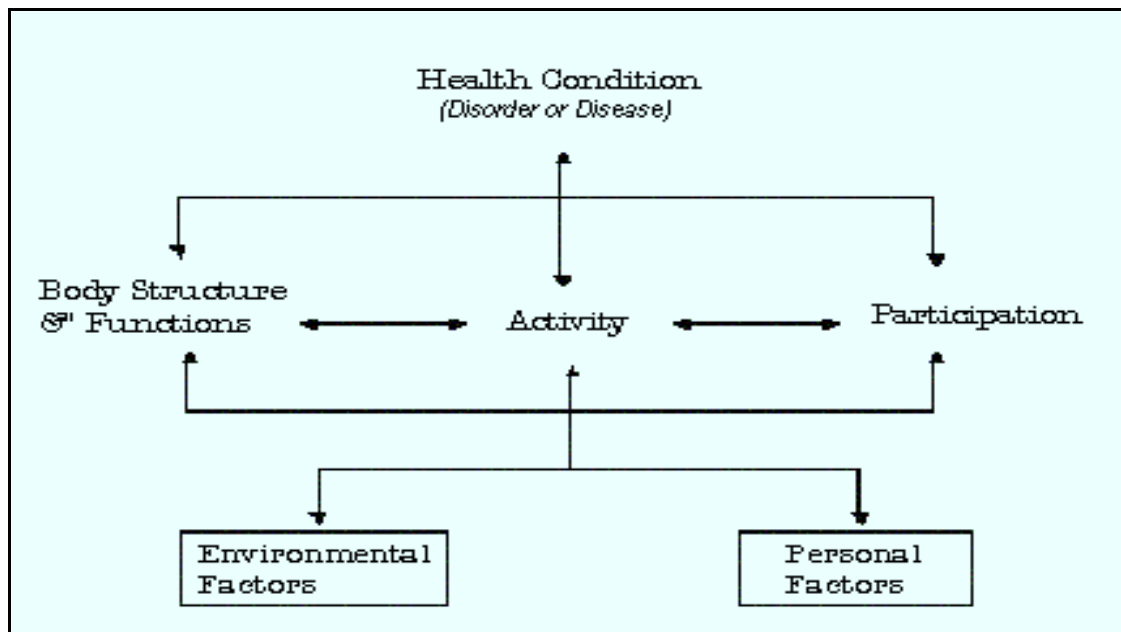 Health Condition
(Disorder or Disease)
Body Structure
&" Functions
Activity
Participation
Environmental
Factors
Personal
Factors